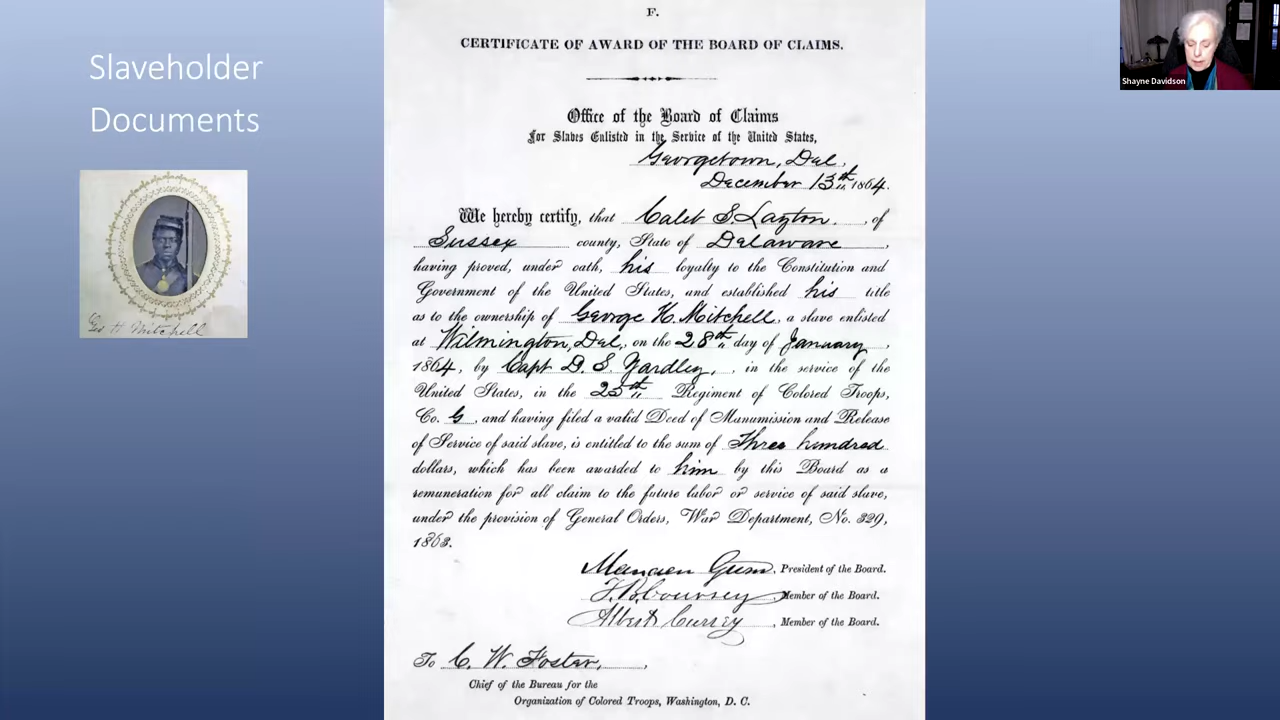 Slaveholder
Documents
Geo H Mitchell
F.
CERTIFICATE OF AWARD OF THE BOARD OF CLAIMS.
Office of the Board of Claims
For Slaves Enlisted in the Service of the United States,
Georgetown, Del.
December 13th 1864.
We hereby certify, that Caleb S. Layton, of
Sussex county, State of Delaware,
having proved, under oath, his loyalty to the Constitution and
Government of the United States, and established his title
as to the ownership of George H. Mitchell, a slave enlisted
at Wilmington, Del, on the 28th day of January,
1864, by Capt D. S. Yardley, in the service of the
United States, in the 25th Regiment of Colored Troops,
Co. G, and having filed a valid Deed of Manumission and Release
of Service of said slave, is entitled to the sum of Three hundred
dollars, which has been awarded to him by this Board as a
remuneration for all claim to the future labor or service of said slave,
under the provision of General Orders, War Department, No. 329,
1863.
President of the Board.
Member of the Board.
Albert Curry, Member of the Board.
To C. W. Foster,
Chief of the Bureau for the
Organization of Colored Troops, Washington, D. C.
Shayne Davidson